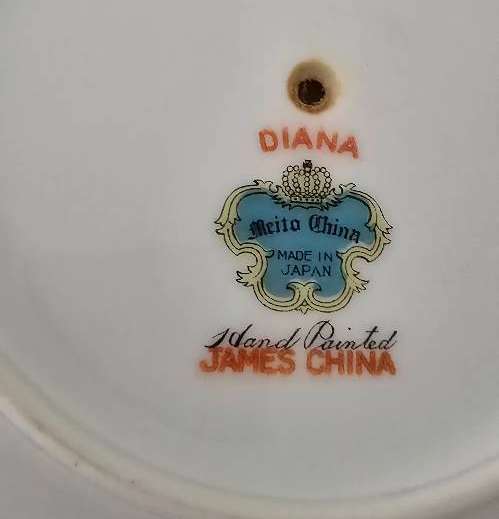 DIANA
Meito China
MADE IN
JAPAN
Hand Painted
JAMES CHINA